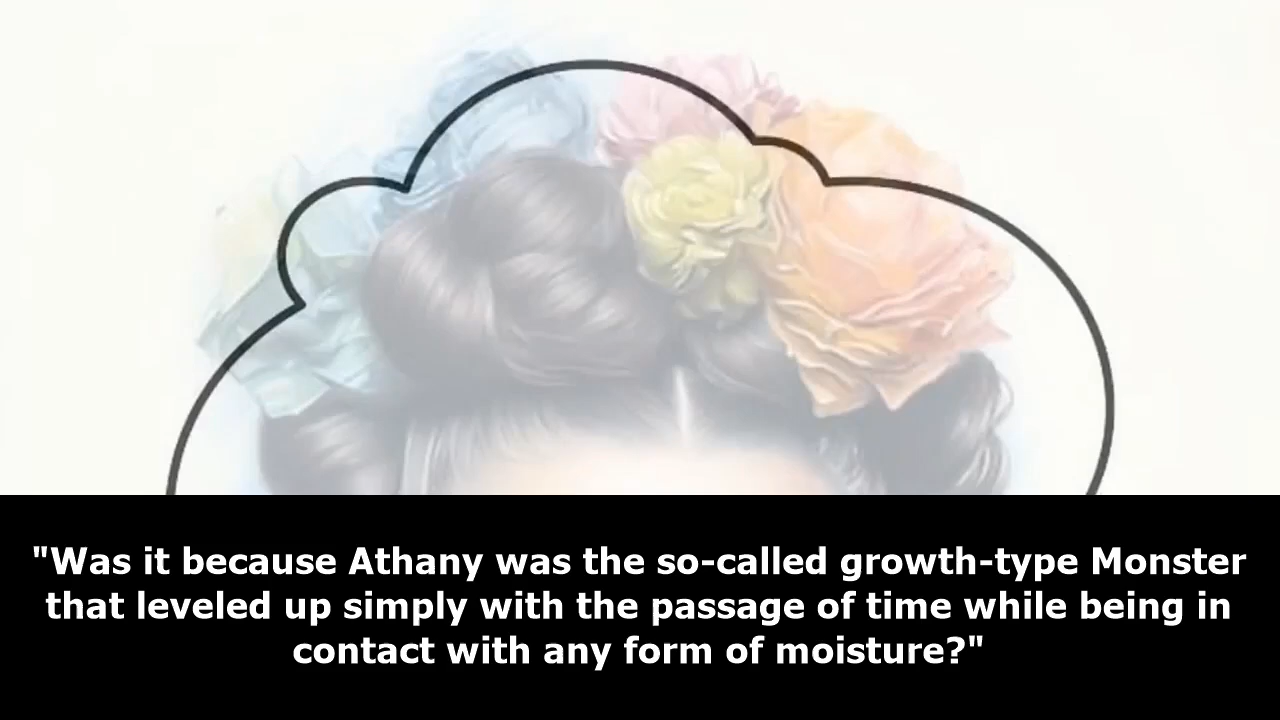 "Was it because Athany was the so-called growth-type Monster
that leveled up simply with the passage of time while being in
contact with any form of moisture?"